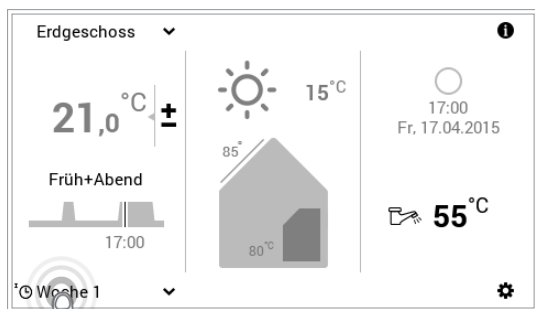 Erdgeschoss
i
21,0 °C ±
15 °C
17:00
Fr, 17.04.2015
85°
Früh+Abend
17:00
80 °C
55 °C
1 Woche 1